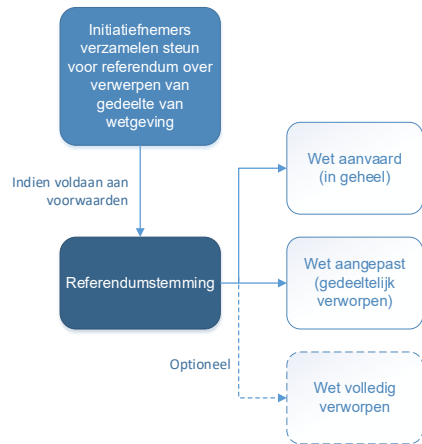 Initiatiefnemers
verzamelen steun
voor referendum over
verwerpen van
gedeelte van
wetgeving
Indien voldaan aan
voorwaarden
Referendumstemming
Wet aanvaard
(in geheel)
Wet aangepast
(gedeeltelijk
verworpen)
Optioneel
Wet volledig
verworpen